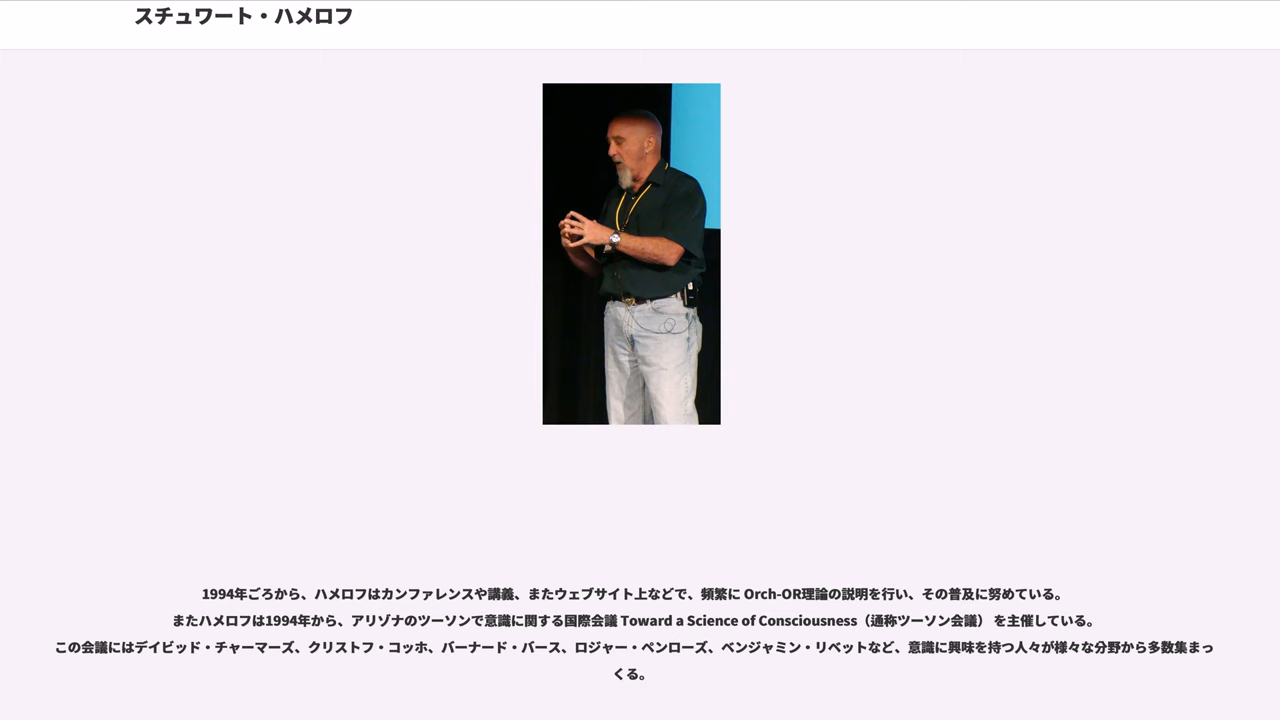 スチュワート・ハメロフ
1994年ごろから、ハメロフはカンファレンスや講義、またウェブサイト上などで、頻繁に Orch-OR理論の説明を行い、その普及に努めている。
またハメロフは1994年から、アリゾナのツーソンで意識に関する国際会議 Toward a Science of Consciousness（通称ツーソン会議） を主催している。
この会議にはデイビッド・チャーマーズ、クリストフ・コッホ、バーナード・バース、ロジャー・ペンローズ、ベンジャミン・リベットなど、意識に興味を持つ人々が様々な分野から多数集まっ
くる。